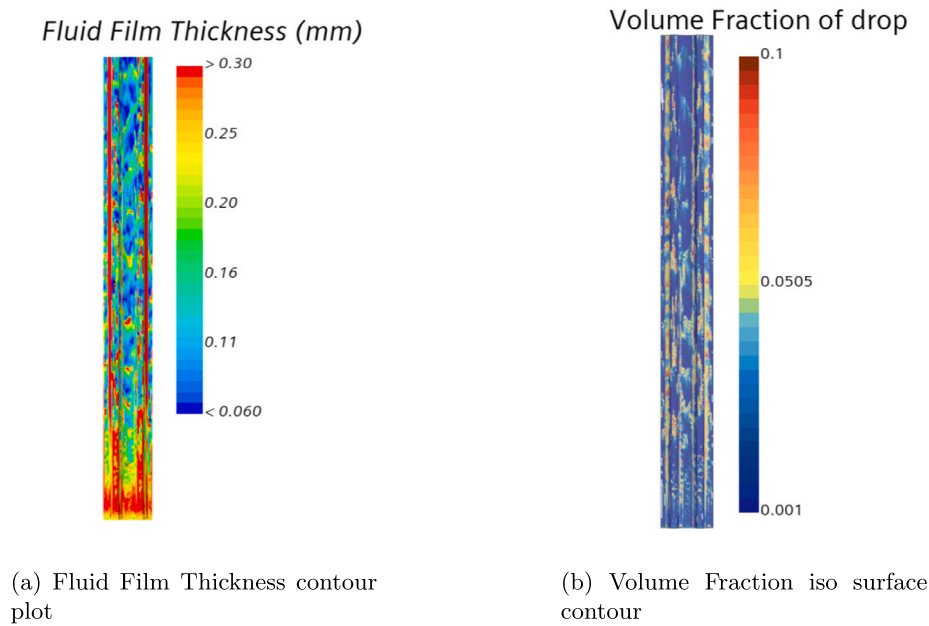 Fluid Film Thickness (mm)
> 0.30
0.25
0.20
0.16
0.11
< 0.060
(a) Fluid Film Thickness contour
plot
Volume Fraction of drop
0.1
0.0505
0.001
(b) Volume Fraction iso surface
contour